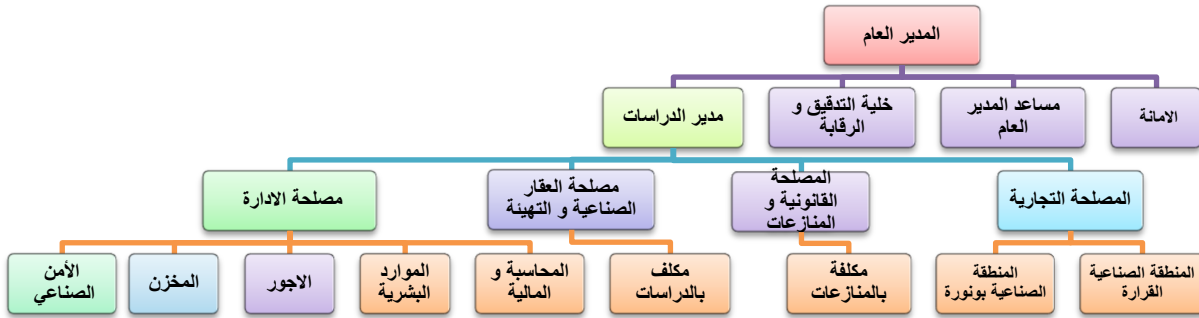 المدير العام
الامانة
مساعد المدير
العام
خلية التدقيق و
الرقابة
مدير الدراسات
المصلحة التجارية
المصلحة
القانونية و
المنازعات
مصلحة العقار
الصناعية و التهيئة
مصلحة الادارة
المنطقة الصناعية
القرارة
المنطقة
الصناعية بونورة
مكلفة
بالمنازعات
مكلف
بالدراسات
المحاسبة و
المالية
الموارد
البشرية
الاجور
المخزن
الأمن
الصناعي